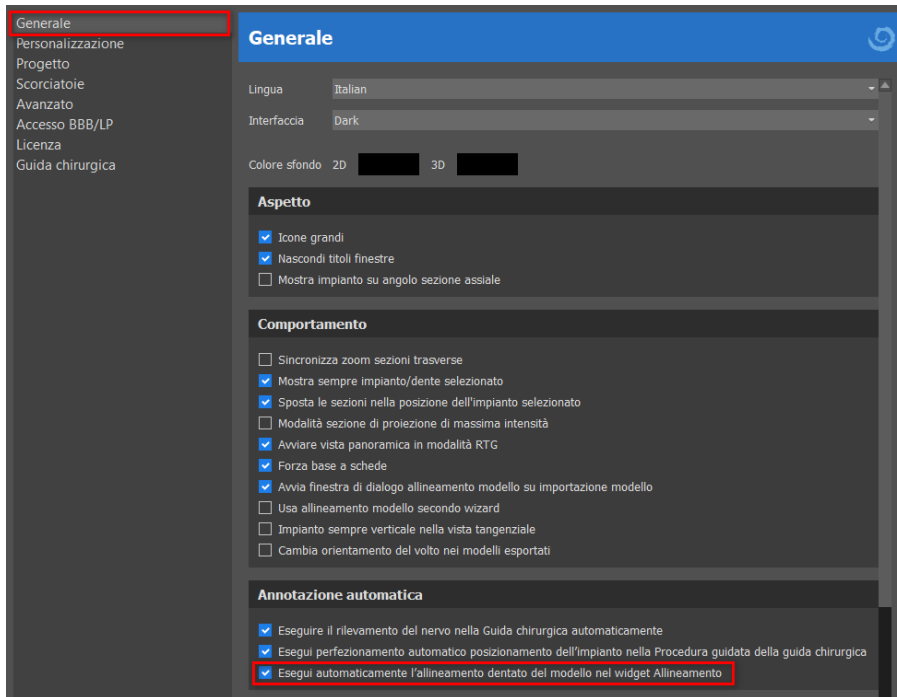 Generale
Personalizzazione
Progetto
Scorciatoie
Avanzato
Accesso BBB/LP
Licenza
Guida chirurgica
Generale
Lingua Italian
Interfaccia Dark
Colore sfondo 2D 3D
Aspetto
Icone grandi
Nascondi titoli finestre
Mostra impianto su angolo sezione assiale
Comportamento
Sincronizza zoom sezioni trasverse
Mostra sempre impianto/dente selezionato
Sposta le sezioni nella posizione dell'impianto selezionato
Modalità sezione di proiezione di massima intensità
Avviare vista panoramica in modalità RTG
Forza base a schede
Avvia finestra di dialogo allineamento modello su importazione modello
Usa allineamento modello secondo wizard
Impianto sempre verticale nella vista tangenziale
Cambia orientamento del volto nei modelli esportati
Annotazione automatica
Eseguire il rilevamento del nervo nella Guida chirurgica automaticamente
Esegui perfezionamento automatico posizionamento dell’impianto nella Procedura guidata della guida chirurgica
Esegui automaticamente l’allineamento dentato del modello nel widget Allineamento